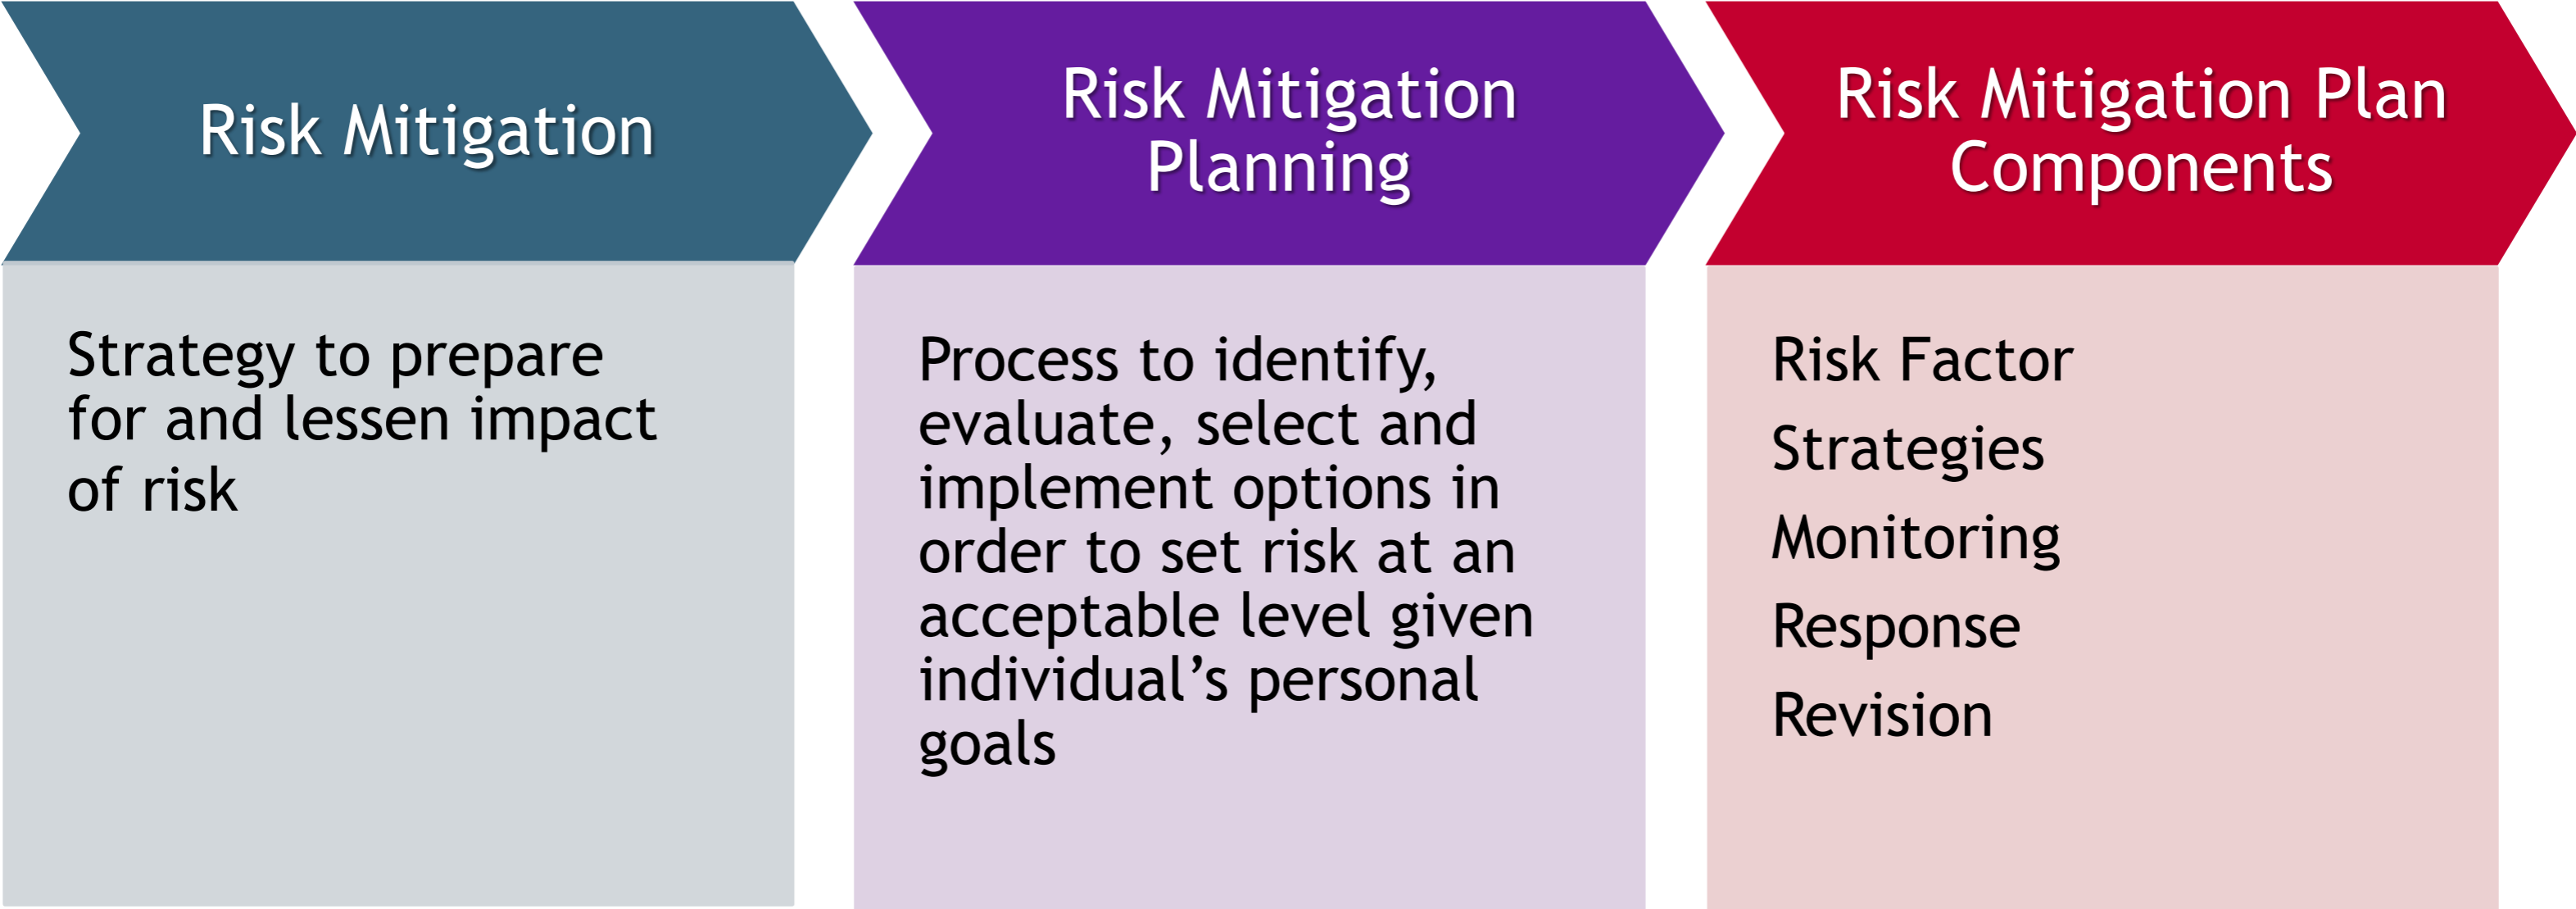 Risk Mitigation
Strategy to prepare
for and lessen impact
of risk
Risk Mitigation
Planning
Process to identify,
evaluate, select and
implement options in
order to set risk at an
acceptable level given
individual’s personal
goals
Risk Mitigation Plan
Components
Risk Factor
Strategies
Monitoring
Response
Revision